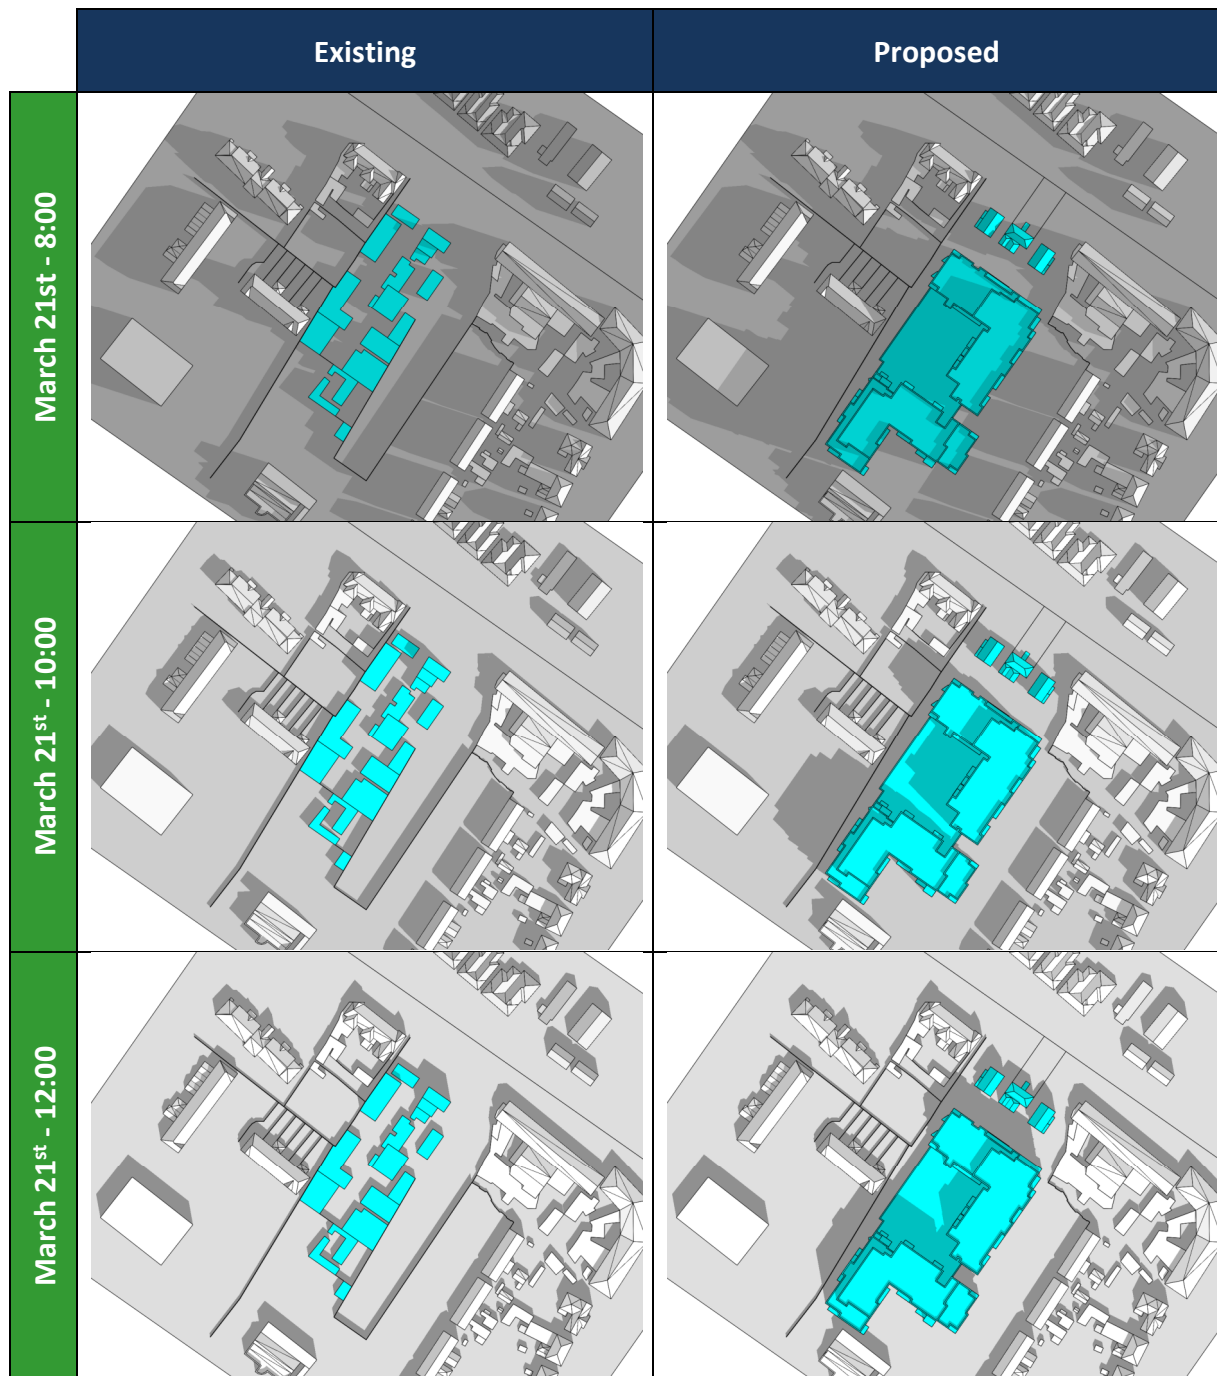 Existing
Proposed
March 21st - 8:00
March 21st - 10:00
March 21st - 12:00